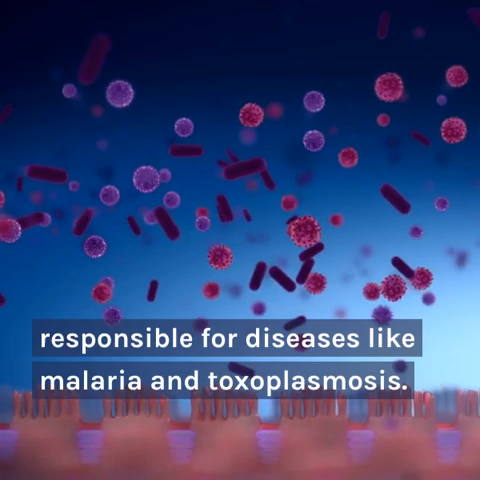 responsible for diseases like
malaria and toxoplasmosis.